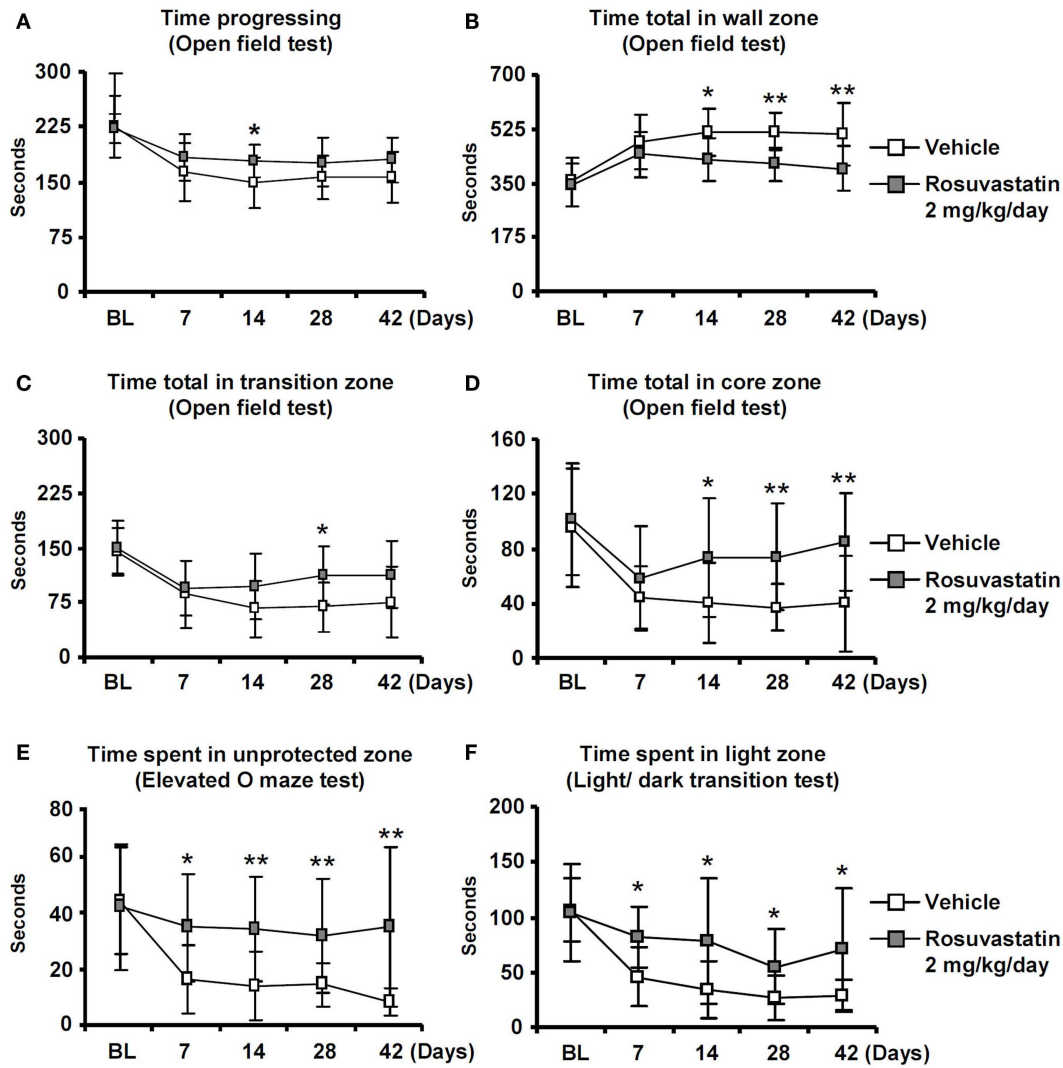 A
Time progressing
(Open field test)
Seconds
300
225
150
75
0
*
BL 7 14 28 42 (Days)
B
Time total in wall zone
(Open field test)
Seconds
700
525
350
175
0
* ** **
BL 7 14 28 42 (Days)
Vehicle
Rosuvastatin
2 mg/kg/day
C
Time total in transition zone
(Open field test)
Seconds
300
225
150
75
0
*
BL 7 14 28 42 (Days)
D
Time total in core zone
(Open field test)
Seconds
160
120
80
40
0
* ** **
BL 7 14 28 42 (Days)
Vehicle
Rosuvastatin
2 mg/kg/day
E
Time spent in unprotected zone
(Elevated O maze test)
Seconds
80
60
40
20
0
* ** ** **
BL 7 14 28 42 (Days)
F
Time spent in light zone
(Light/ dark transition test)
Seconds
200
150
100
50
0
* * * *
BL 7 14 28 42 (Days)
Vehicle
Rosuvastatin
2 mg/kg/day